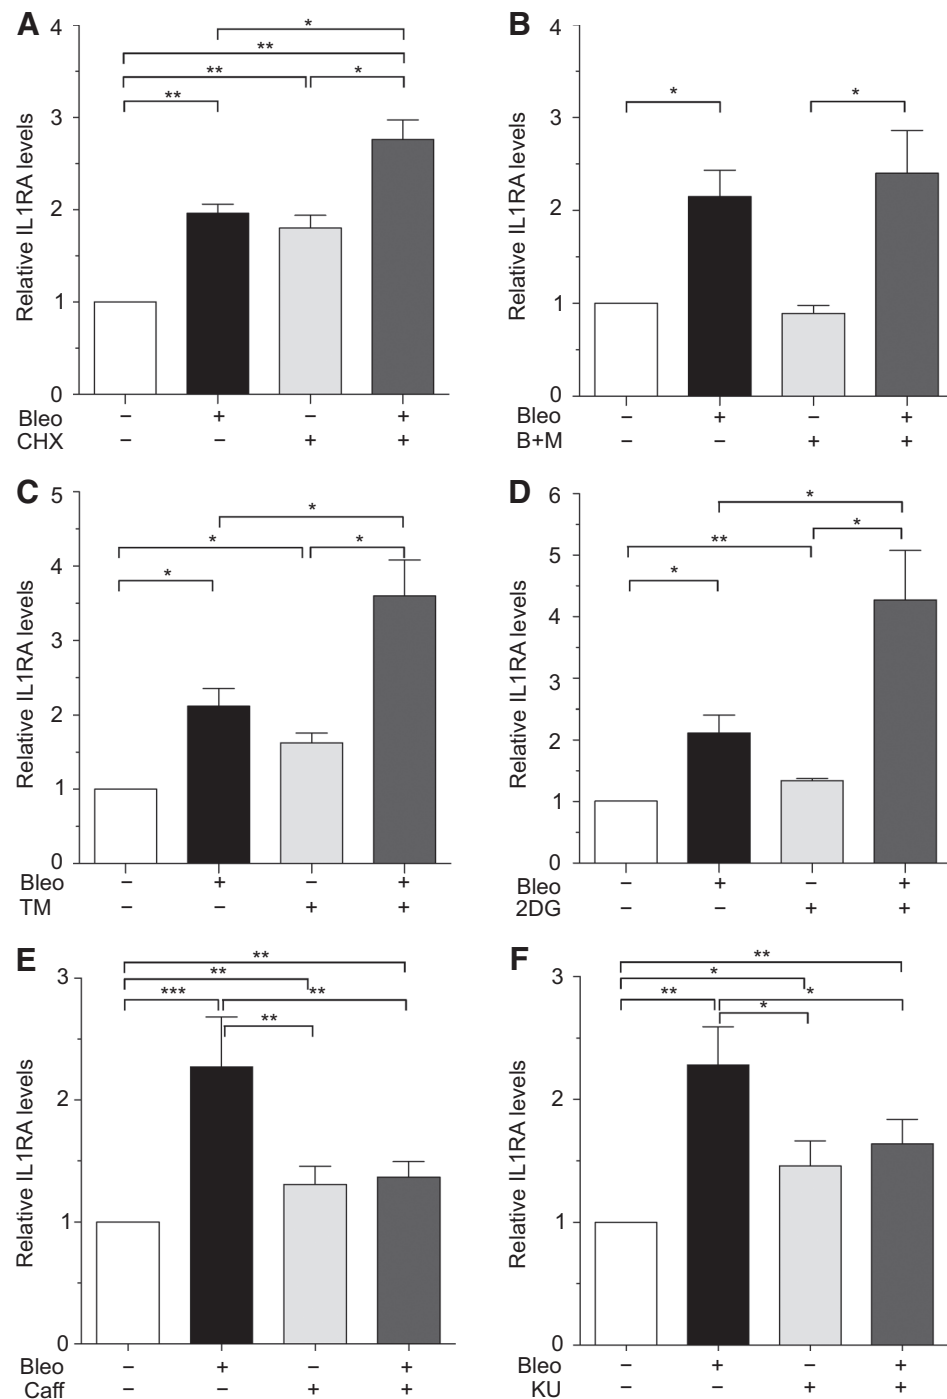 A
Relative IL1RA levels
4
3
2
1
0
*
**
** *
**
Bleo − + − +
CHX − − + +
B
Relative IL1RA levels
4
3
2
1
0
* *
Bleo − + − +
B+M − − + +
C
Relative IL1RA levels
5
4
3
2
1
0
*
* *
*
Bleo − + − +
TM − − + +
D
Relative IL1RA levels
6
5
4
3
2
1
0
*
*
**
*
Bleo − + − +
2DG − − + +
E
Relative IL1RA levels
3
2
1
0
**
**
*** **
**
Bleo − + − +
Caff − − + +
F
Relative IL1RA levels
3
2
1
0
**
*
** *
*
Bleo − + − +
KU − − + +